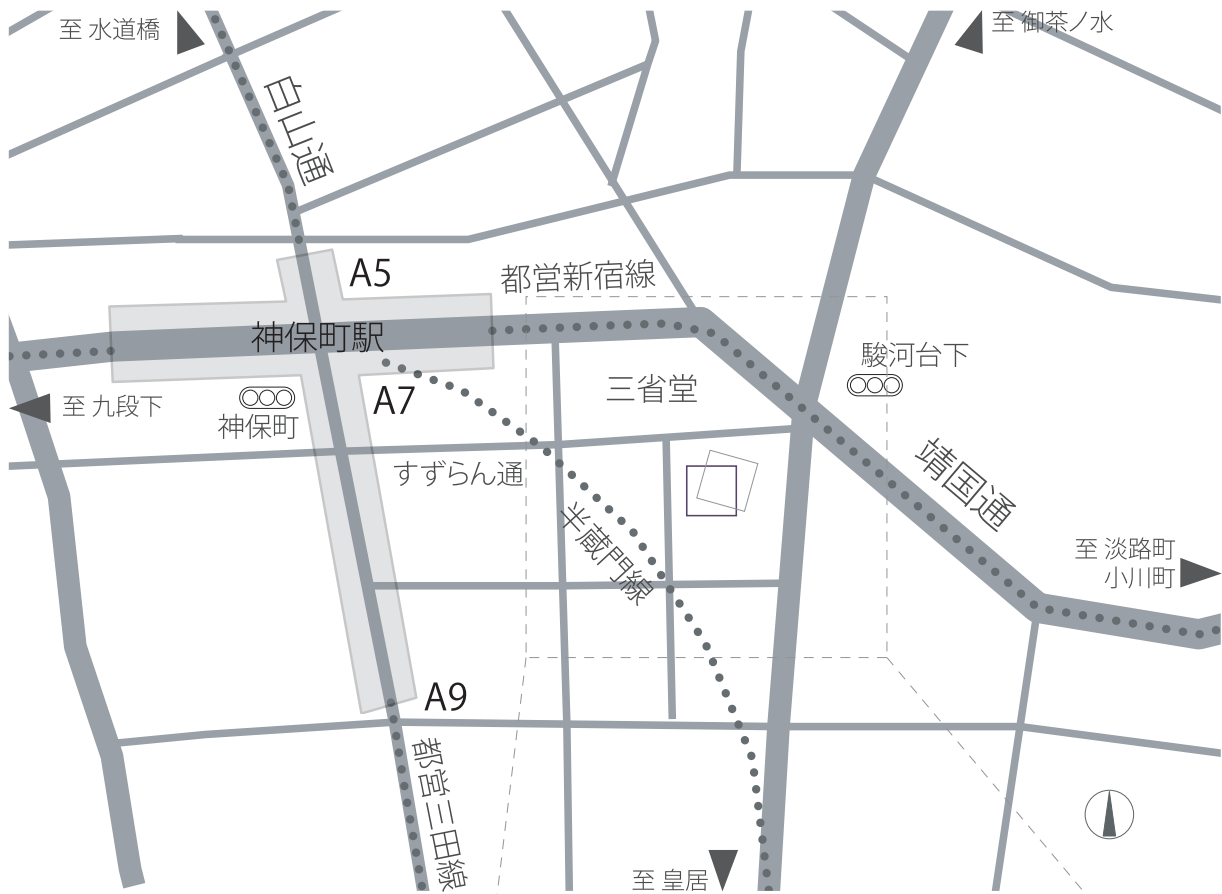 至 水道橋
至 御茶ノ水
白山通
A5
都営新宿線
神保町駅
駿河台下
三省堂
至 九段下
A7
神保町
すずらん通
靖国通
半蔵門線
至 淡路町
小川町
A9
都営三田線
至 皇居